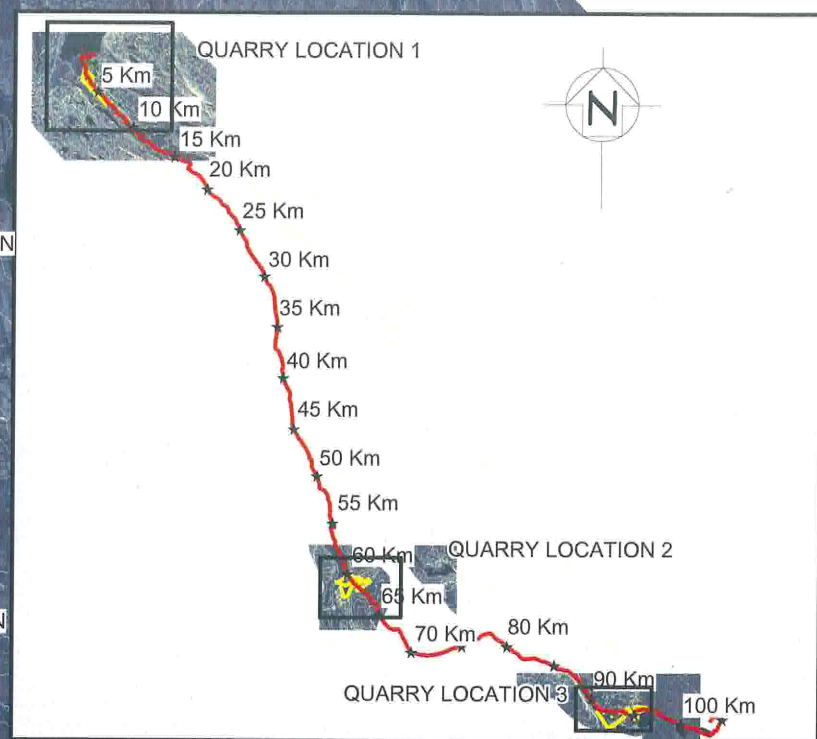 QUARRY LOCATION 1
5 Km
10 Km
15 Km
N
20 Km
25 Km
N
30 Km
35 Km
40 Km
45 Km
50 Km
55 Km
QUARRY LOCATION 2
60 Km
65 Km
N
70 Km
80 Km
90 Km
QUARRY LOCATION 3
100 Km